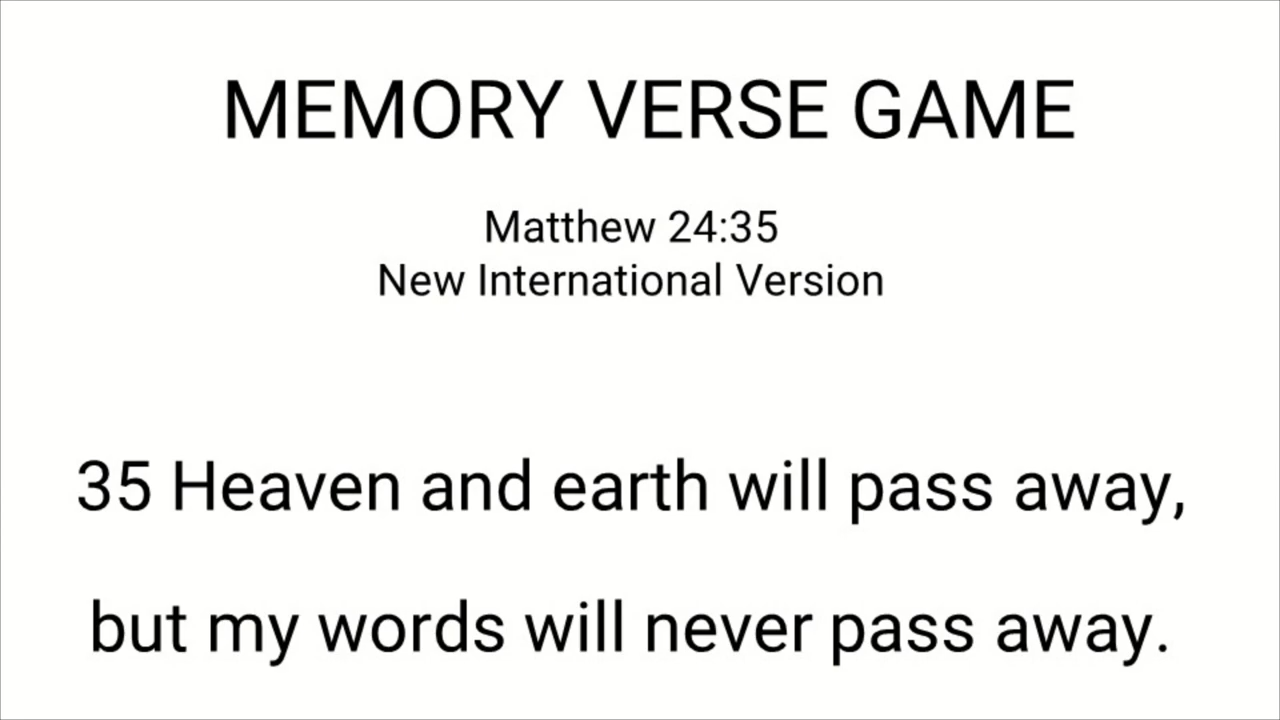 MEMORY VERSE GAME
Matthew 24:35
New International Version
35 Heaven and earth will pass away,
but my words will never pass away.